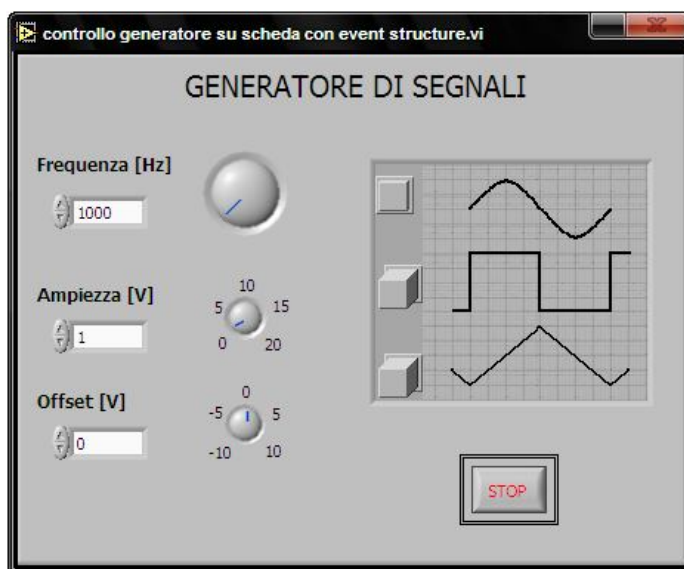 controllo generatore su scheda con event structure.vi
GENERATORE DI SEGNALI
Frequenza [Hz]
1000
Ampiezza [V]
1
0
5
10
15
20
Offset [V]
0
-10
-5
0
5
10
STOP